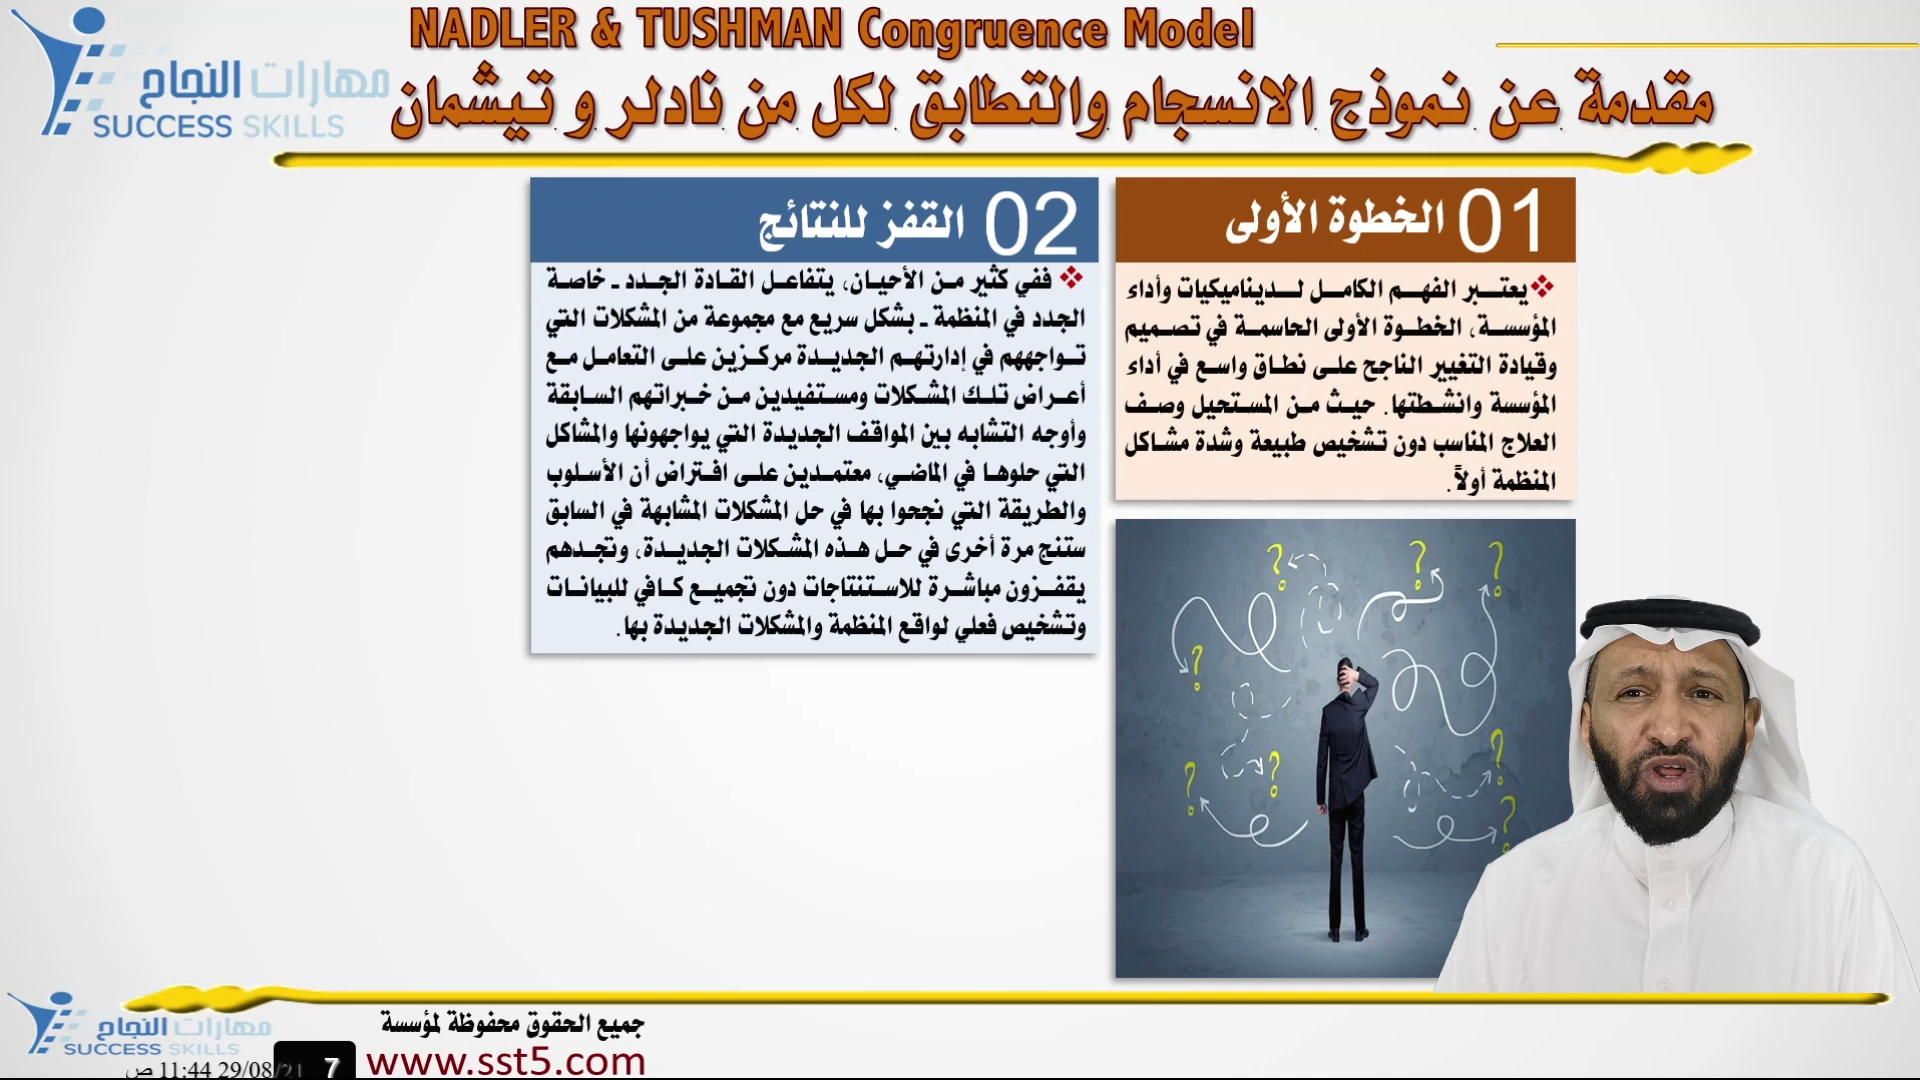 NADLER & TUSHMAN Congruence Model
مقدمة عن نموذج الانسجام والتطابق لكل من نادلر و تيشمان
مهارات النجاح
SUCCESS SKILLS
01 الخطوة الأولى
يعتبر الفهم الكامل لديناميكيات وأداء
المؤسسة، الخطوة الأولى الحاسمة في تصميم
وقيادة التغيير الناجح على نطاق واسع في أداء
المؤسسة وانشطتها. حيث من المستحيل وصف
العلاج المناسب دون تشخيص طبيعة وشدة مشاكل
المنظمة أولاً.
02 القفز للنتائج
ففي كثير من الأحيان، يتفاعل القادة الجدد - خاصة
الجدد في المنظمة - بشكل سريع مع مجموعة من المشكلات التي
تواجههم في إدارتهم الجديدة مركزين على التعامل مع
أعراض تلك المشكلات ومستفيدين من خبراتهم السابقة
وأوجه التشابه بين المواقف الجديدة التي يواجهونها والمشاكل
التي حلوها في الماضي، معتمدين على افتراض أن الأسلوب
والطريقة التي نجحوا بها في حل المشكلات المشابهة في السابق
ستنج مرة أخرى في حل هذه المشكلات الجديدة، وتجدهم
يقفزون مباشرة للاستنتاجات دون تجميع كافي للبيانات
وتشخيص فعلي لواقع المنظمة والمشكلات الجديدة بها.
جميع الحقوق محفوظة لمؤسسة
www.sst5.com
مهارات النجاح
SUCCESS SKILLS
7
29/08/21 11:44 ص